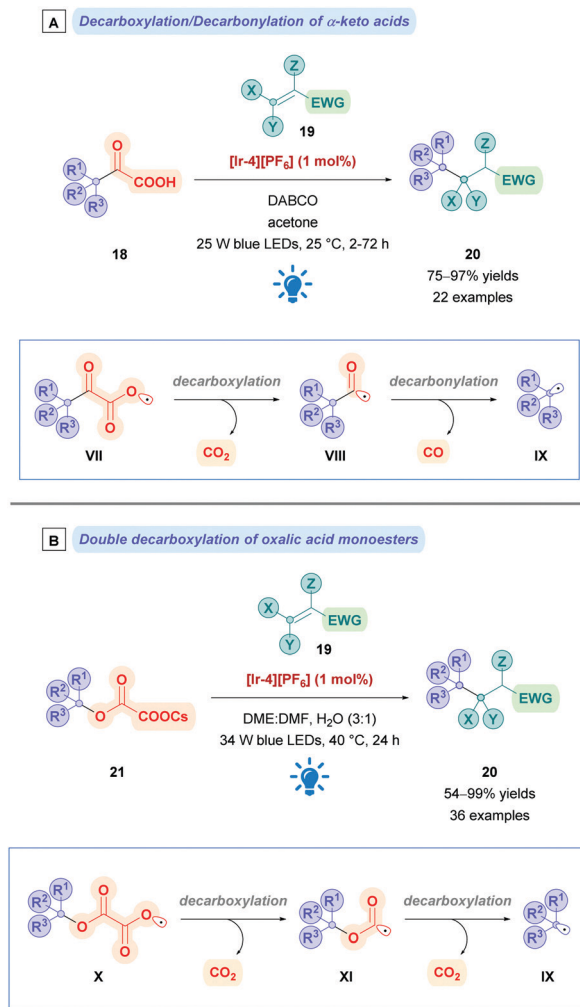 A Decarboxylation/Decarbonylation of α-keto acids
Z
X
EWG
Y
19
O
R1
R2
COOH
R3
R3
18
[Ir-4][PF6] (1 mol%)
DABCO
acetone
25 W blue LEDs, 25 °C, 2-72 h
Z
R1
R2
R3
EWG
X Y
20
75–97% yields
22 examples
O
R1
R2
R3
O
O
VII
decarboxylation
CO2
O
R1
R2
R3
VIII
decarbonylation
CO
R1
R2
R3
IX
B Double decarboxylation of oxalic acid monoesters
Z
X
EWG
Y
19
R1
R2
R3
O
O
COOCs
21
[Ir-4][PF6] (1 mol%)
DME:DMF, H2O (3:1)
34 W blue LEDs, 40 °C, 24 h
Z
R1
R2
R3
EWG
X Y
20
54–99% yields
36 examples
R1
R2
R3
O
O
O
O
X
decarboxylation
CO2
R1
R2
R3
O
O
XI
decarboxylation
CO2
R1
R2
R3
IX